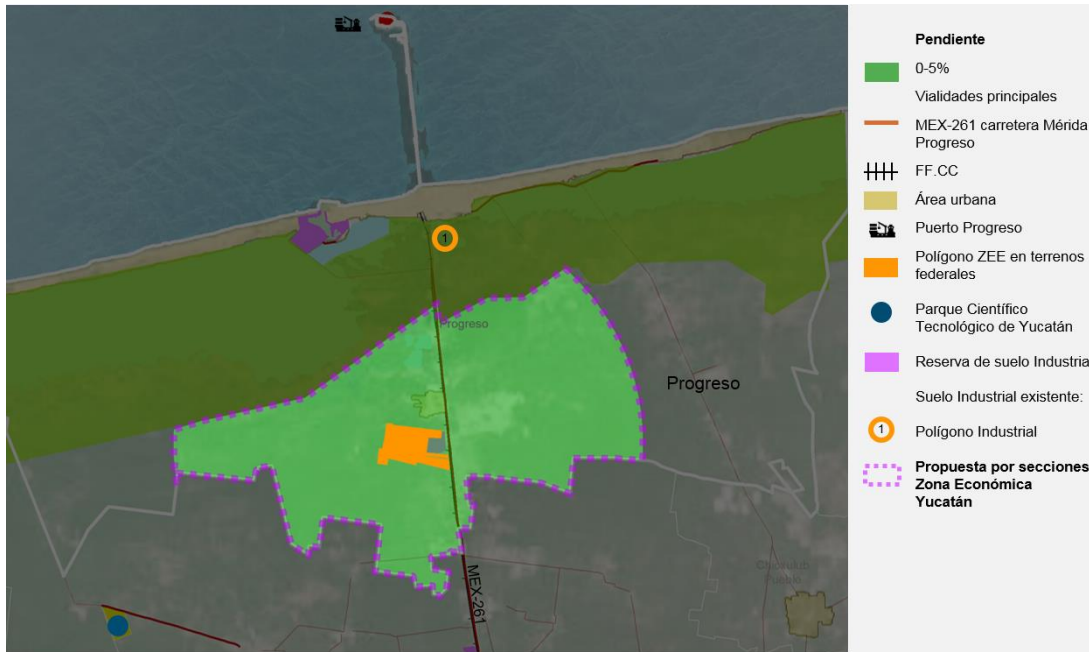 1
Progreso
Progreso
MEX-261
Chicxulub
Pueblo
Pendiente
0-5%
Vialidades principales
MEX-261 carretera Mérida
Progreso
FF.CC
Área urbana
Puerto Progreso
Polígono ZEE en terrenos
federales
Parque Científico
Tecnológico de Yucatán
Reserva de suelo Industria
Suelo Industrial existente:
1
Polígono Industrial
Propuesta por secciones
Zona Económica
Yucatán